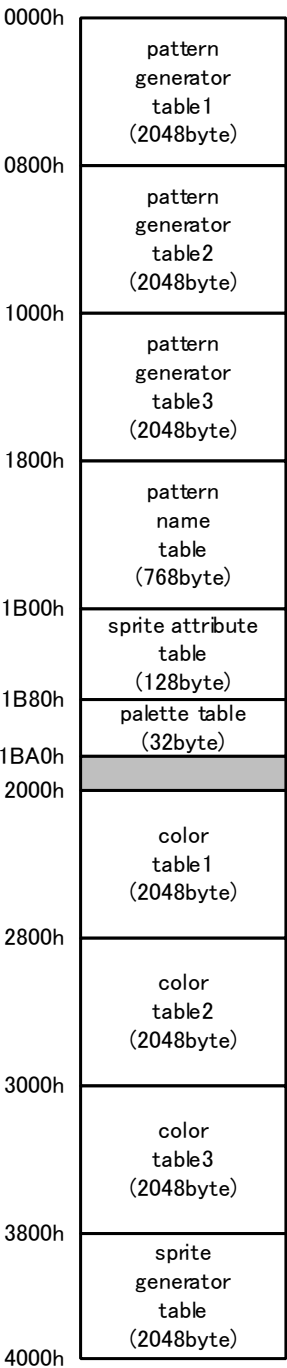 0000h
pattern
generator
table1
(2048byte)
0800h
pattern
generator
table2
(2048byte)
1000h
pattern
generator
table3
(2048byte)
1800h
pattern
name
table
(768byte)
1B00h
sprite attribute
table
(128byte)
1B80h
palette table
(32byte)
1BA0h
2000h
color
table1
(2048byte)
2800h
color
table2
(2048byte)
3000h
color
table3
(2048byte)
3800h
sprite
generator
table
(2048byte)
4000h